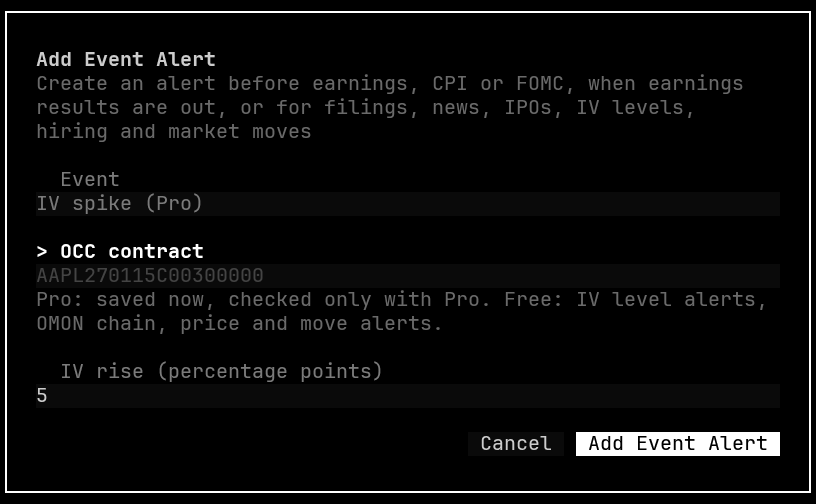 Add Event Alert
Create an alert before earnings, CPI or FOMC, when earnings
results are out, or for filings, news, IPOs, IV levels,
hiring and market moves
Event
IV spike (Pro)
> OCC contract
AAPL270115C00300000
Pro: saved now, checked only with Pro. Free: IV level alerts,
OMON chain, price and move alerts.
IV rise (percentage points)
5
Cancel Add Event Alert